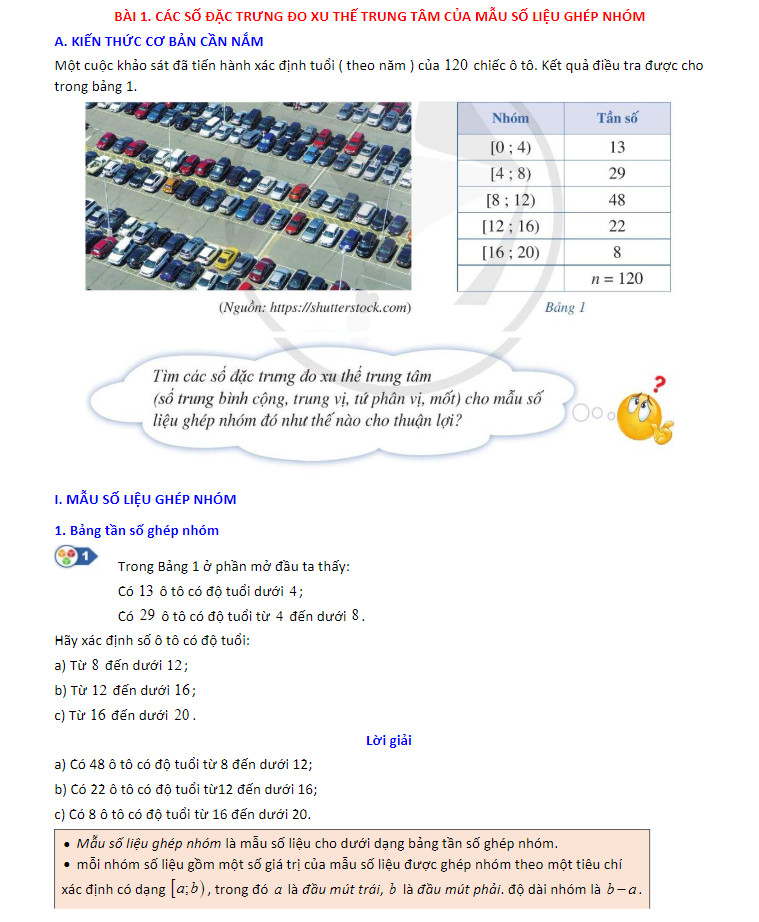 BÀI 1. CÁC SỐ ĐẶC TRƯNG ĐO XU THẾ TRUNG TÂM CỦA MẪU SỐ LIỆU GHÉP NHÓM
A. KIẾN THỨC CƠ BẢN CẦN NẮM
Một cuộc khảo sát đã tiến hành xác định tuổi ( theo năm ) của 120 chiếc ô tô. Kết quả điều tra được cho
trong bảng 1.
Nhóm Tần số
[0 ; 4) 13
[4 ; 8) 29
[8 ; 12) 48
[12 ; 16) 22
[16 ; 20) 8
n = 120
(Nguồn: https://shutterstock.com)
Bảng 1
Tìm các số đặc trưng đo xu thế trung tâm
(số trung bình cộng, trung vị, tứ phân vị, mốt) cho mẫu số
liệu ghép nhóm đó như thế nào cho thuận lợi?
?
I. MẪU SỐ LIỆU GHÉP NHÓM
1. Bảng tần số ghép nhóm
1
Trong Bảng 1 ở phần mở đầu ta thấy:
Có 13 ô tô có độ tuổi dưới 4;
Có 29 ô tô có độ tuổi từ 4 đến dưới 8.
Hãy xác định số ô tô có độ tuổi:
a) Từ 8 đến dưới 12;
b) Từ 12 đến dưới 16;
c) Từ 16 đến dưới 20.
Lời giải
a) Có 48 ô tô có độ tuổi từ 8 đến dưới 12;
b) Có 22 ô tô có độ tuổi từ12 đến dưới 16;
c) Có 8 ô tô có độ tuổi từ 16 đến dưới 20.
• Mẫu số liệu ghép nhóm là mẫu số liệu cho dưới dạng bảng tần số ghép nhóm.
• mỗi nhóm số liệu gồm một số giá trị của mẫu số liệu được ghép nhóm theo một tiêu chí
xác định có dạng [a;b), trong đó a là đầu mút trái, b là đầu mút phải. độ dài nhóm là b−a.